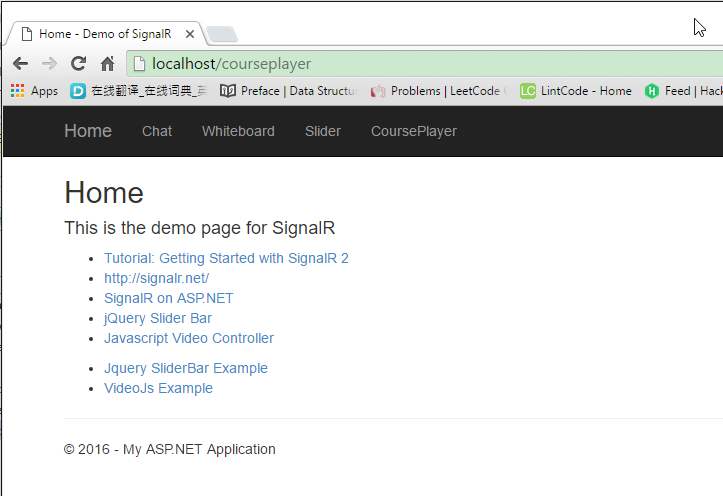 Home - Demo of SignalR
localhost/courseplayer
Apps 在线翻译_在线词典_英 Preface | Data Structu Problems | LeetCode LintCode - Home Feed | Hack
Home Chat Whiteboard Slider CoursePlayer
Home
This is the demo page for SignalR
Tutorial: Getting Started with SignalR 2
http://signalr.net/
SignalR on ASP.NET
jQuery Slider Bar
Javascript Video Controller
Jquery SliderBar Example
VideoJs Example
© 2016 - My ASP.NET Application